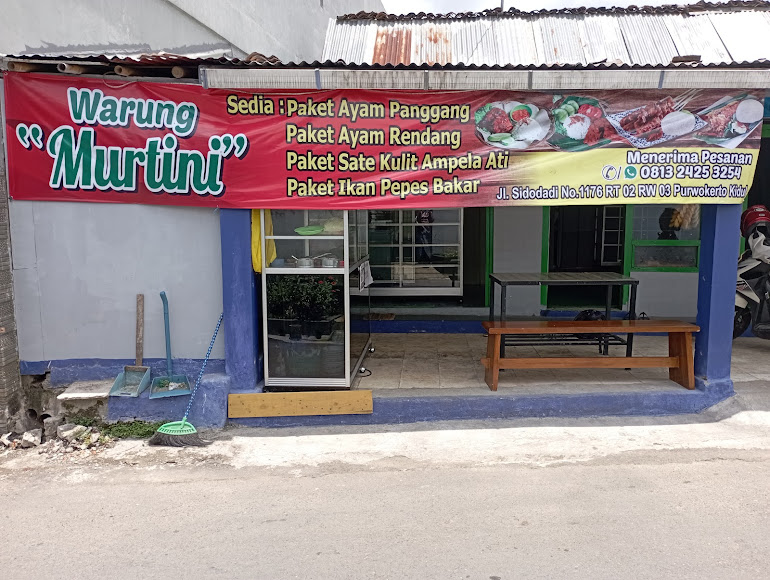 Warung
"Murtini"
Sedia : Paket Ayam Panggang
Paket Ayam Rendang
Paket Sate Kulit Ampela Ati
Paket Ikan Pepes Bakar
Menerima Pesanan
/ 0813 2425 3254
Jl. Sidodadi No.1176 RT 02 RW 03 Purwokerto Kidul